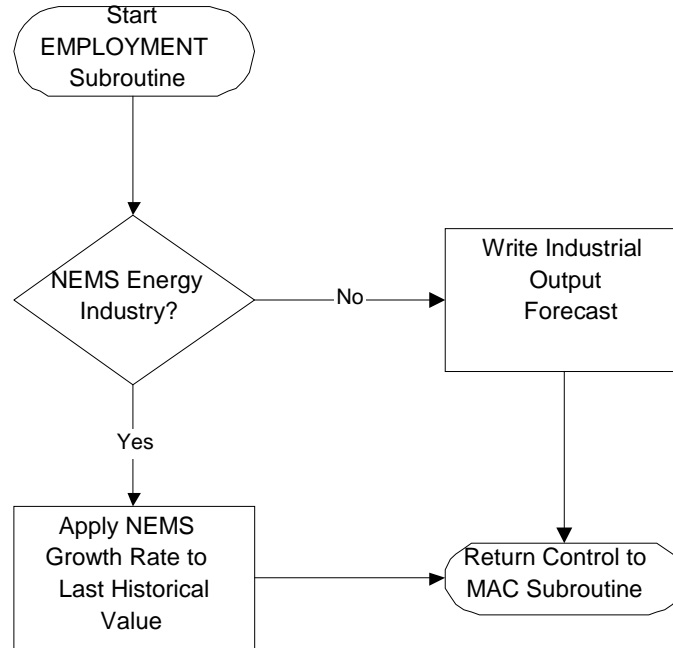 Start
EMPLOYMENT
Subroutine
NEMS Energy
Industry?
No
Write Industrial
Output
Forecast
Yes
Apply NEMS
Growth Rate to
Last Historical
Value
Return Control to
MAC Subroutine